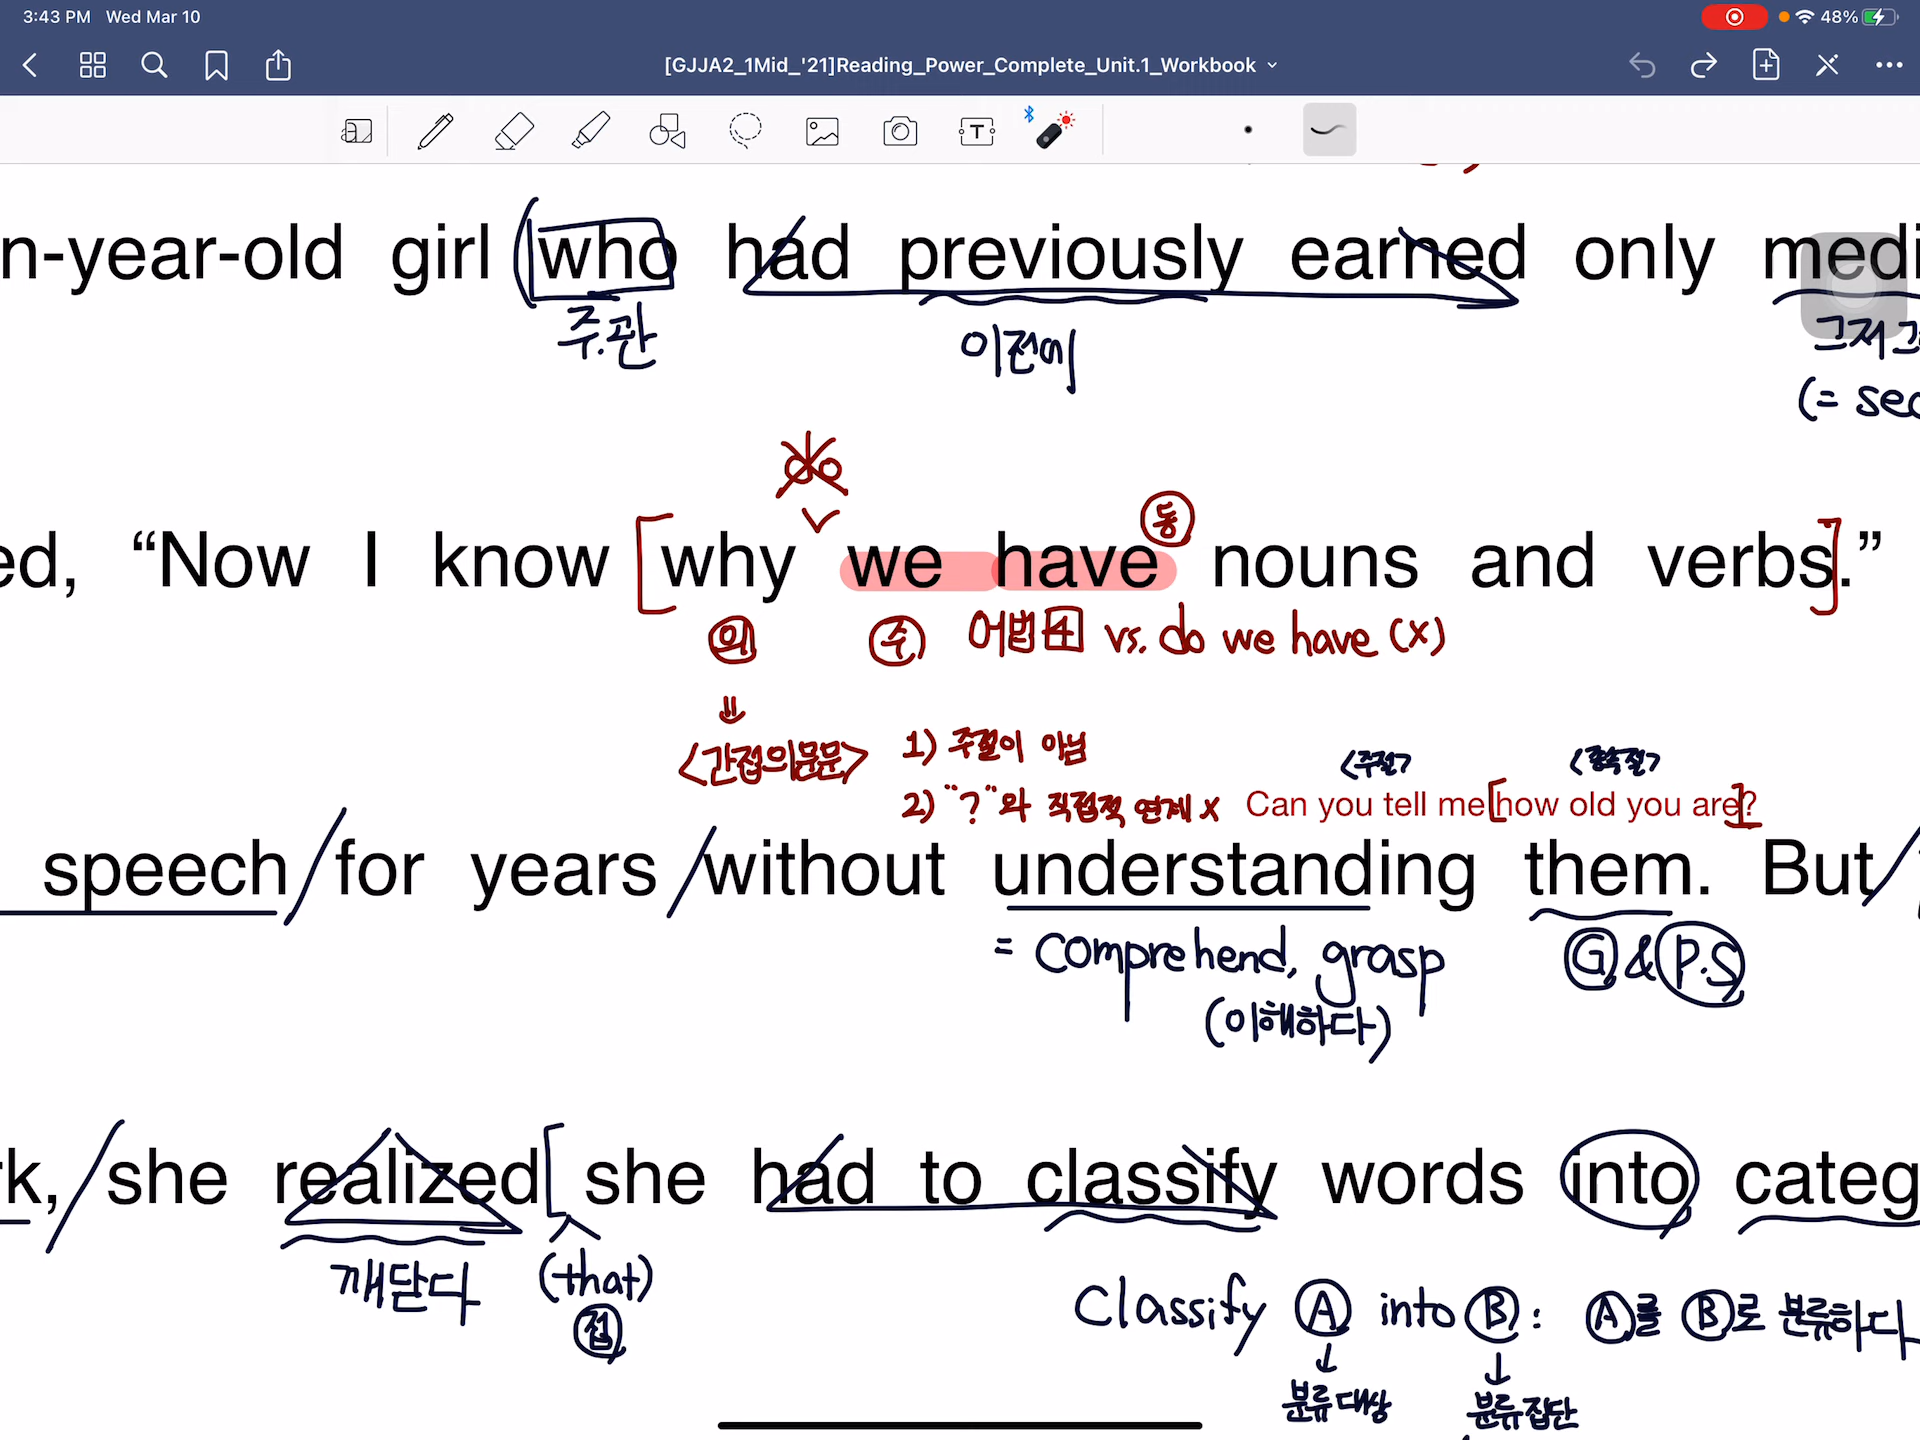 3:43 PM Wed Mar 10
48%
[GJJA2_1Mid_'21]Reading_Power_Complete_Unit.1_Workbook
n-year-old girl (who had previously earned only medi
주.관
이전에
그저그
(= sec
do
동
ed, “Now I know [why we have nouns and verbs].”
의
주
어법 4 vs. do we have (X)
<간접의문문>
1) 주절이 아님
<주절>
<종속절>
2) "?"와 직접적 연계 X
Can you tell me [how old you are]?
speech / for years / without understanding them. But /
= comprehend, grasp
(이해하다)
G & P.S
rk, / she realized [she had to classify words into categ
깨닫다
(that)
접
Classify A into B : A를 B로 분류하다
분류대상
분류집단